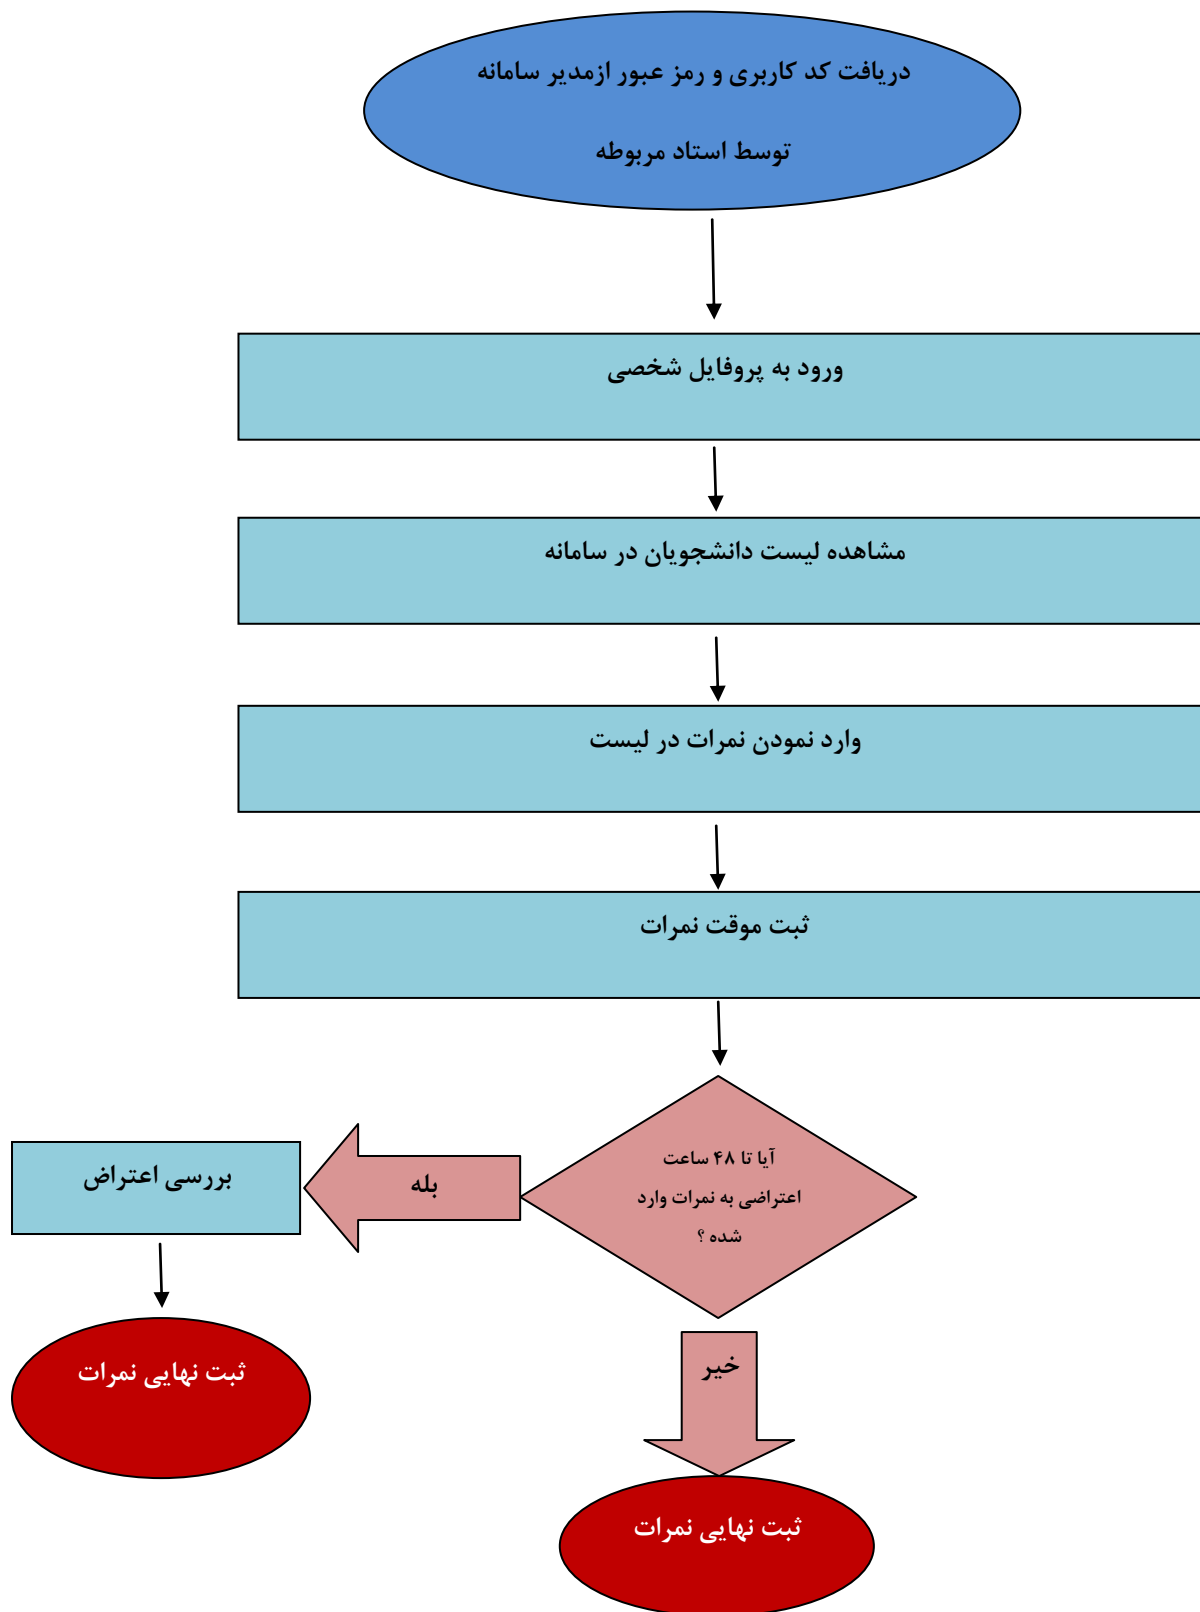 دریافت کد کاربری و رمز عبور ازمدیر سامانه
توسط استاد مربوطه
ورود به پروفایل شخصی
مشاهده لیست دانشجویان در سامانه
وارد نمودن نمرات در لیست
ثبت موقت نمرات
آیا تا ۴۸ ساعت
اعتراضی به نمرات وارد
شده ؟
بله
بررسی اعتراض
خیر
ثبت نهایی نمرات
ثبت نهایی نمرات